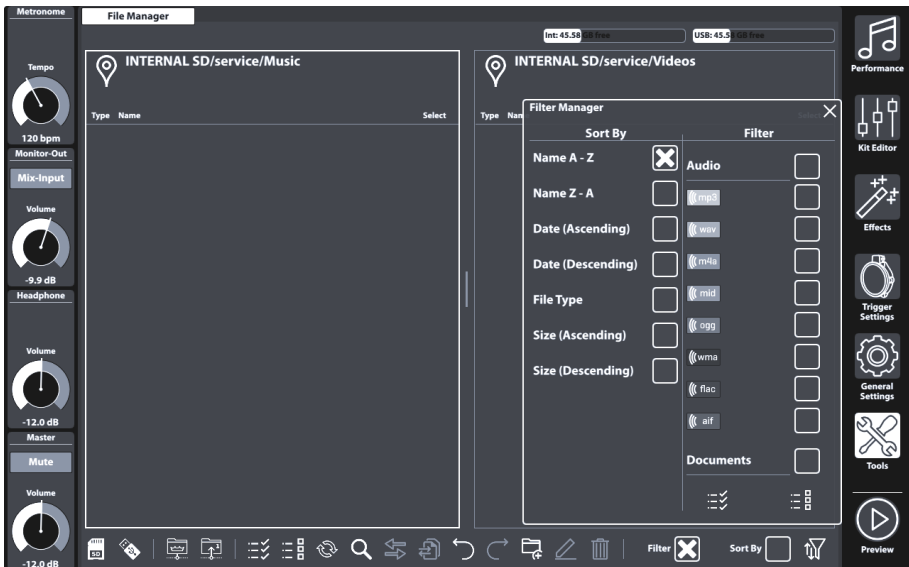 Metronome
Tempo
120 bpm
Monitor-Out
Mix-Input
Volume
-9.9 dB
Headphone
Volume
-12.0 dB
Master
Mute
Volume
-12.0 dB
File Manager
Int: 45.58 GB free
USB: 45.58 GB free
INTERNAL SD/service/Music
Type Name Select
INTERNAL SD/service/Videos
Type Nam
Select
Filter Manager
Sort By
Name A - Z
Name Z - A
Date (Ascending)
Date (Descending)
File Type
Size (Ascending)
Size (Descending)
Filter
Audio
mp3
wav
m4a
mid
ogg
wma
flac
aif
Documents
SD
Filter
Sort By
Performance
Kit Editor
Effects
Trigger
Settings
General
Settings
Tools
Preview